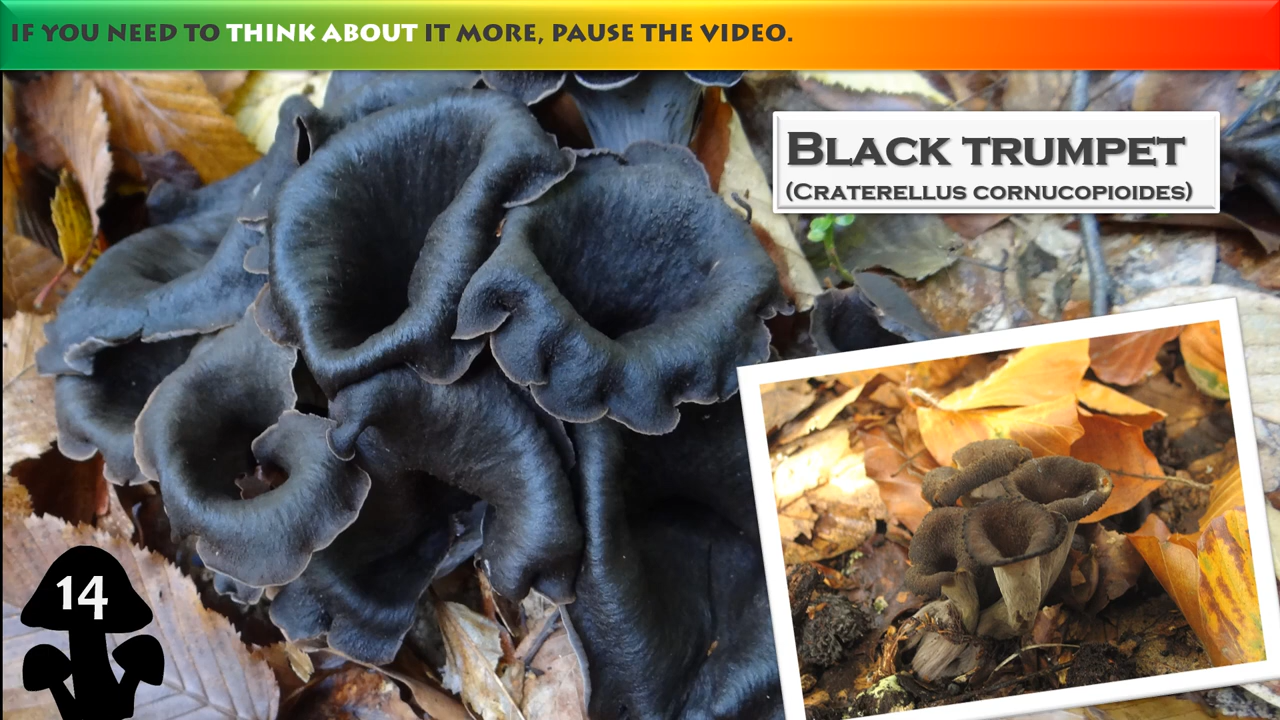 IF YOU NEED TO THINK ABOUT IT MORE, PAUSE THE VIDEO.
BLACK TRUMPET
(CRATERELLUS CORNUCOPIOIDES)
14